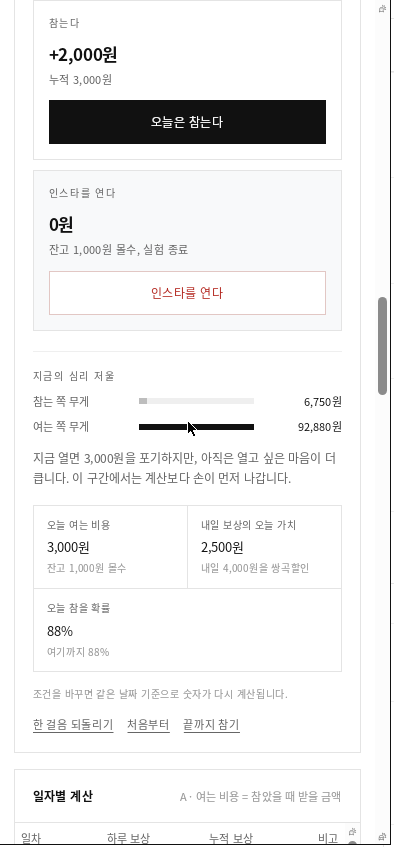 참는다
+2,000원
누적 3,000원
오늘은 참는다
인스타를 연다
0원
잔고 1,000원 몰수, 실험 종료
인스타를 연다
지금의 심리 저울
참는 쪽 무게 6,750원
여는 쪽 무게 92,880원
지금 열면 3,000원을 포기하지만, 아직은 열고 싶은 마음이 더
큽니다. 이 구간에서는 계산보다 손이 먼저 나갑니다.
오늘 여는 비용 내일 보상의 오늘 가치
3,000원 2,500원
잔고 1,000원 몰수 내일 4,000원을 쌍곡할인
오늘 참을 확률
88%
여기까지 88%
조건을 바꾸면 같은 날짜 기준으로 숫자가 다시 계산됩니다.
한 걸음 되돌리기 처음부터 끝까지 참기
일자별 계산 A · 여는 비용 = 참았을 때 받을 금액
일차 하루 보상 누적 보상 비고